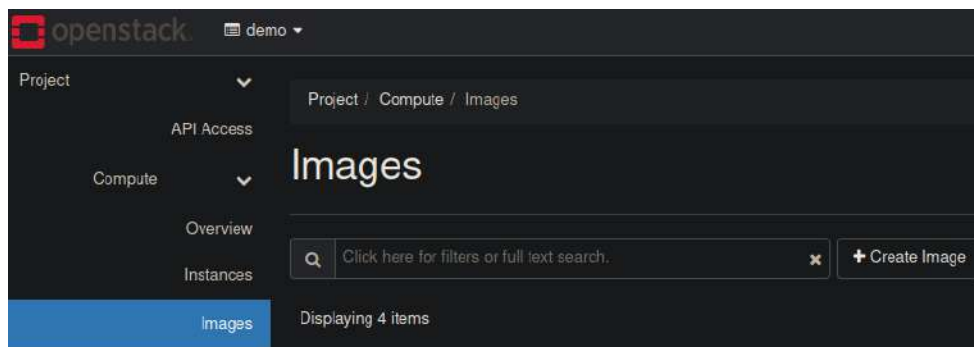 openstack. demo
Project
API Access
Compute
Overview
Instances
Images
Project / Compute / Images
Images
Click here for filters or full text search. + Create Image
Displaying 4 items